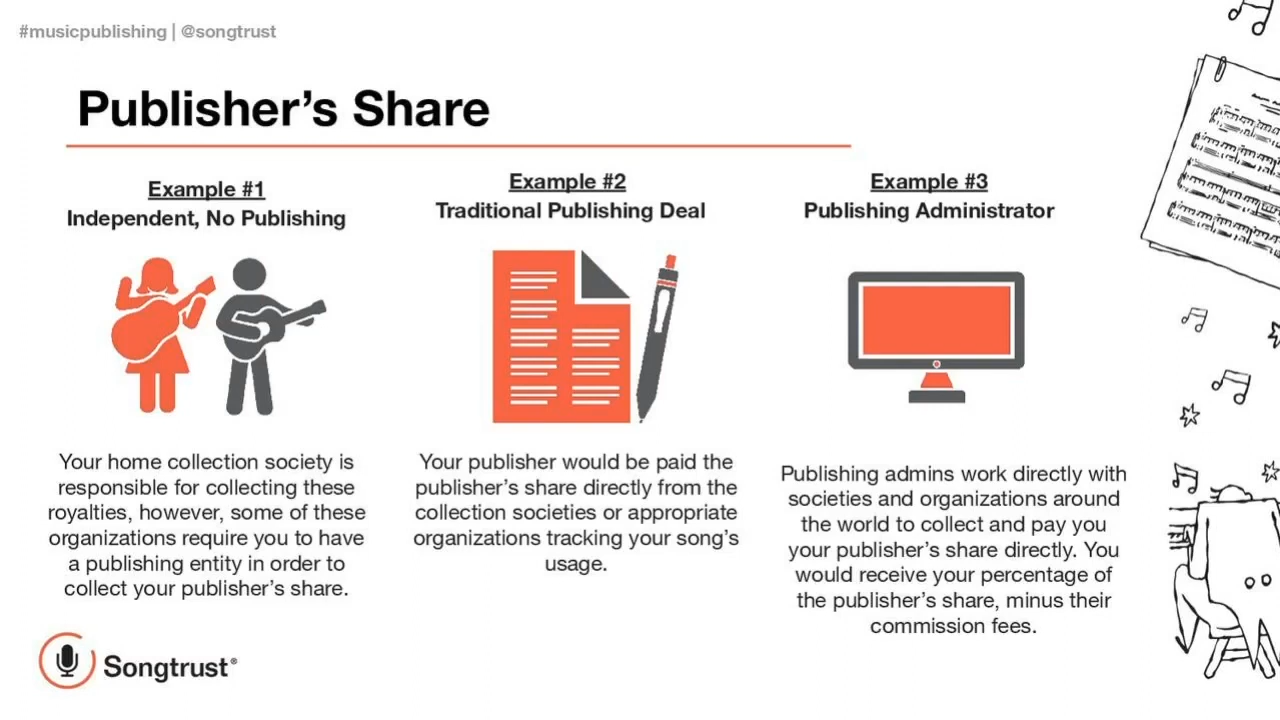 #musicpublishing | @songtrust
Publisher’s Share
Example #1
Independent, No Publishing
Your home collection society is
responsible for collecting these
royalties, however, some of these
organizations require you to have
a publishing entity in order to
collect your publisher’s share.
Example #2
Traditional Publishing Deal
Your publisher would be paid the
publisher’s share directly from the
collection societies or appropriate
organizations tracking your song’s
usage.
Example #3
Publishing Administrator
Publishing admins work directly with
societies and organizations around
the world to collect and pay you
your publisher’s share directly. You
would receive your percentage of
the publisher’s share, minus their
commission fees.
Songtrust®